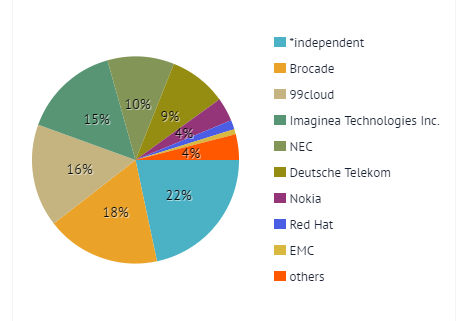 10%
9%
15%
4%
16%
4%
22%
18%
*independent
Brocade
99cloud
Imaginea Technologies Inc.
NEC
Deutsche Telekom
Nokia
Red Hat
EMC
others